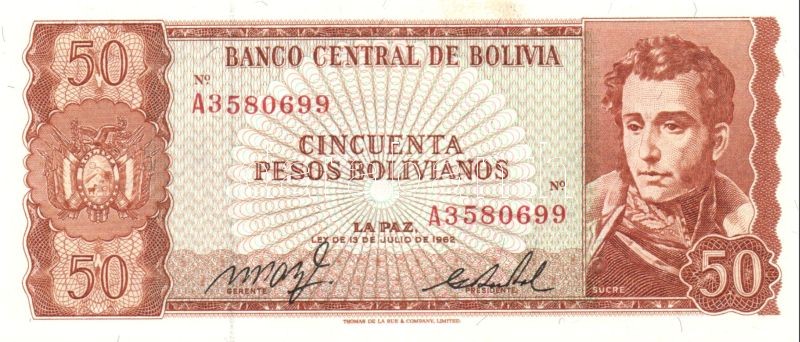 50
BANCO CENTRAL DE BOLIVIA
Nº
A3580699
CINCUENTA
PESOS BOLIVIANOS
Nº
A3580699
LA PAZ,
LEY DE 13 DE JULIO DE 1962
GERENTE
PRESIDENTE
SUCRE
50
50
THOMAS DE LA RUE & COMPANY, LIMITED.